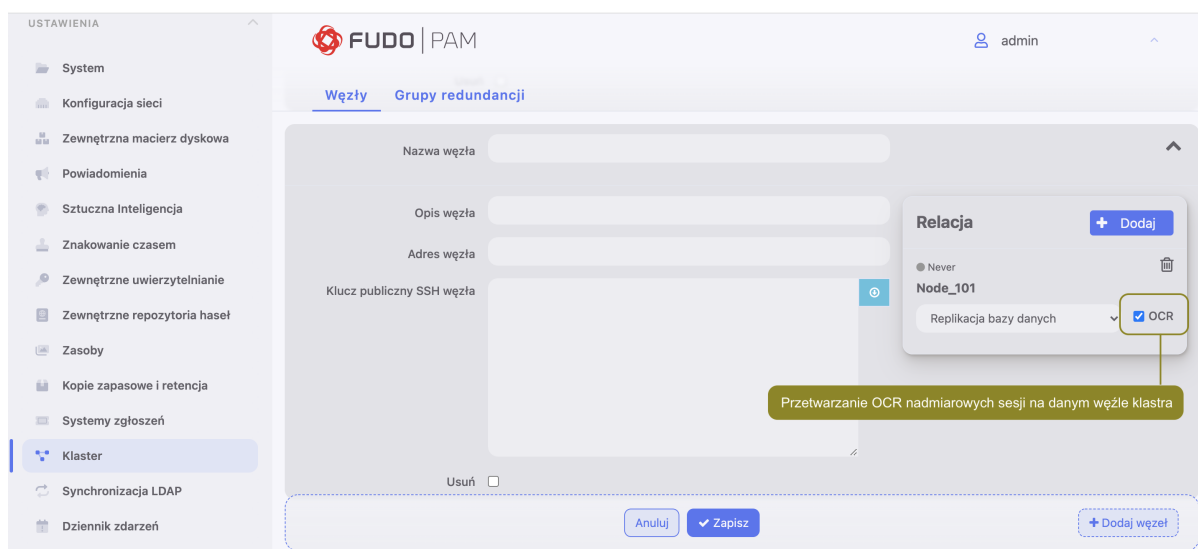 USTAWIENIA
System
Konfiguracja sieci
Zewnętrzna macierz dyskowa
Powiadomienia
Sztuczna Inteligencja
Znakowanie czasem
Zewnętrzne uwierzytelnianie
Zewnętrzne repozytoria haseł
Zasoby
Kopie zapasowe i retencja
Systemy zgłoszeń
Klaster
Synchronizacja LDAP
Dziennik zdarzeń
FUDO PAM
admin
Węzły
Grupy redundancji
Nazwa węzła
Opis węzła
Adres węzła
Klucz publiczny SSH węzła
Usuń
Relacja
Dodaj
Never
Node_101
Replikacja bazy danych
OCR
Przetwarzanie OCR nadmiarowych sesji na danym węźle klastra
Anuluj
Zapisz
Dodaj węzeł